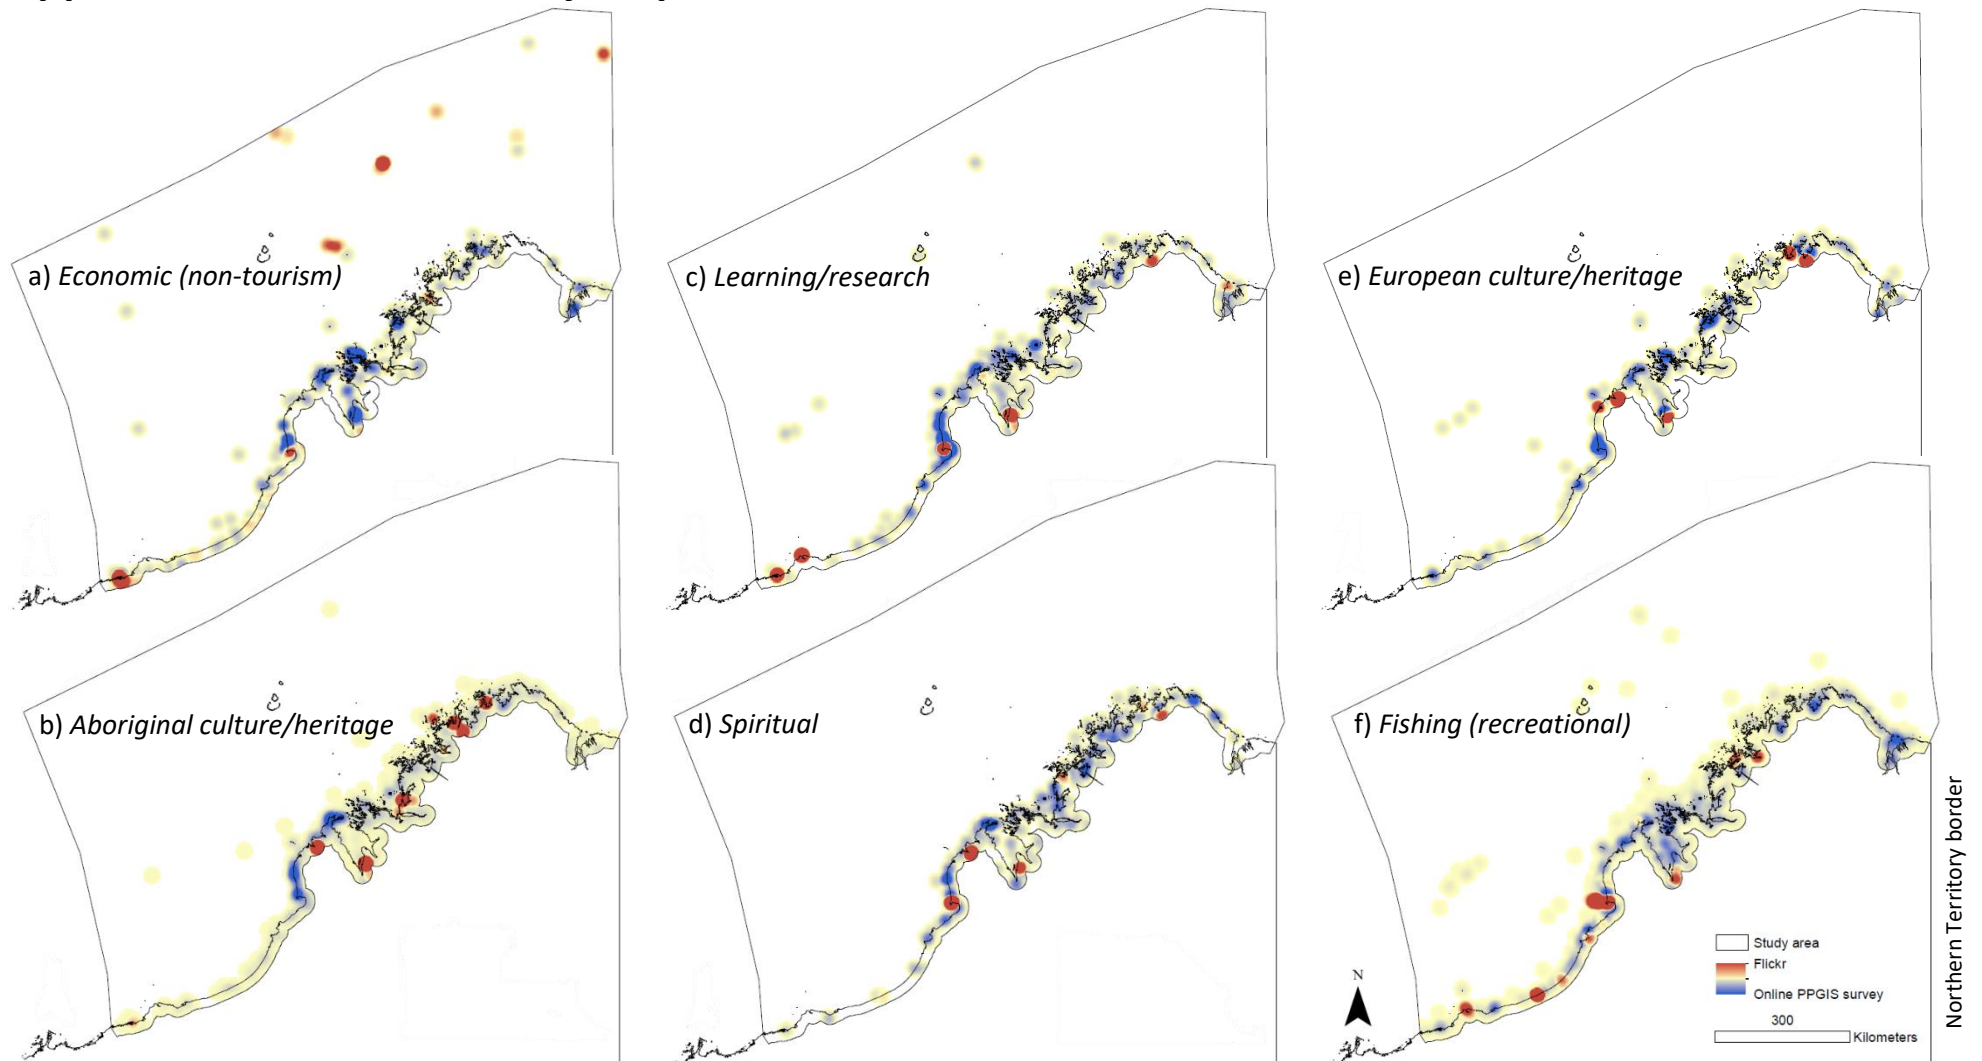 a) Economic (non-tourism)
c) Learning/research
e) European culture/heritage
b) Aboriginal culture/heritage
d) Spiritual
f) Fishing (recreational)
N
Study area
Flickr
Online PPGIS survey
300
Kilometers
Northern Territory border